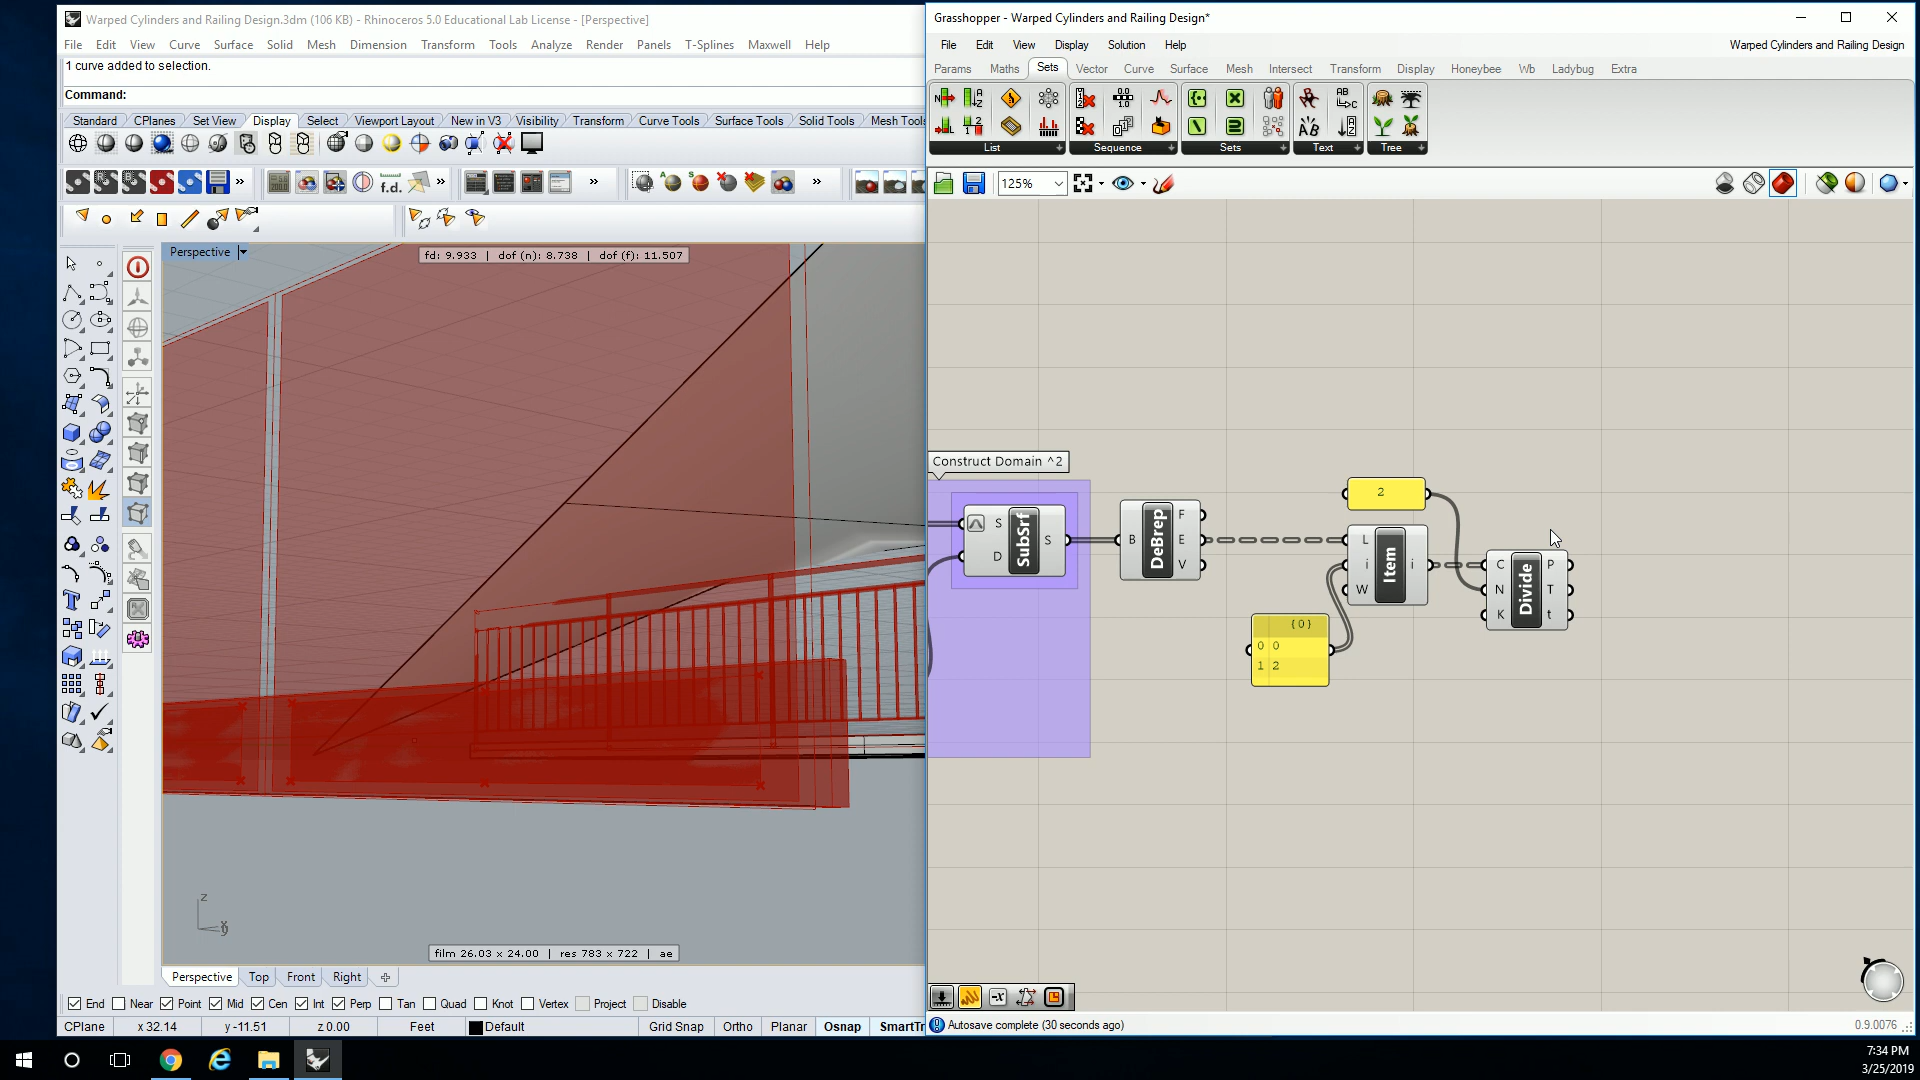 Warped Cylinders and Railing Design.3dm (106 KB) - Rhinoceros 5.0 Educational Lab License - [Perspective]
File Edit View Curve Surface Solid Mesh Dimension Transform Tools Analyze Render Panels T-Splines Maxwell Help
1 curve added to selection.
Command:
Standard CPlanes Set View Display Select Viewport Layout New in V3 Visibility Transform Curve Tools Surface Tools Solid Tools Mesh Tools
f.d.
Perspective
fd: 9.933 | dof (n): 8.738 | dof (f): 11.507
z
film 26.03 x 24.00 | res 783 x 722 | ae
Perspective Top Front Right
End Near Point Mid Cen Int Perp Tan Quad Knot Vertex Project Disable
CPlane x 32.14 y -11.51 z 0.00 Feet Default Grid Snap Ortho Planar Osnap SmartTr
Grasshopper - Warped Cylinders and Railing Design*
File Edit View Display Solution Help Warped Cylinders and Railing Design
Params Maths Sets Vector Curve Surface Mesh Intersect Transform Display Honeybee Wb Ladybug Extra
List Sequence Sets Text Tree
125%
Construct Domain ^2
S D SubSrf S
B DeBrep F E V
2
L i W Item i
{0}
0 0
1 2
C N K Divide P T t
Autosave complete (30 seconds ago)
0.9.0076
7:34 PM
3/25/2019